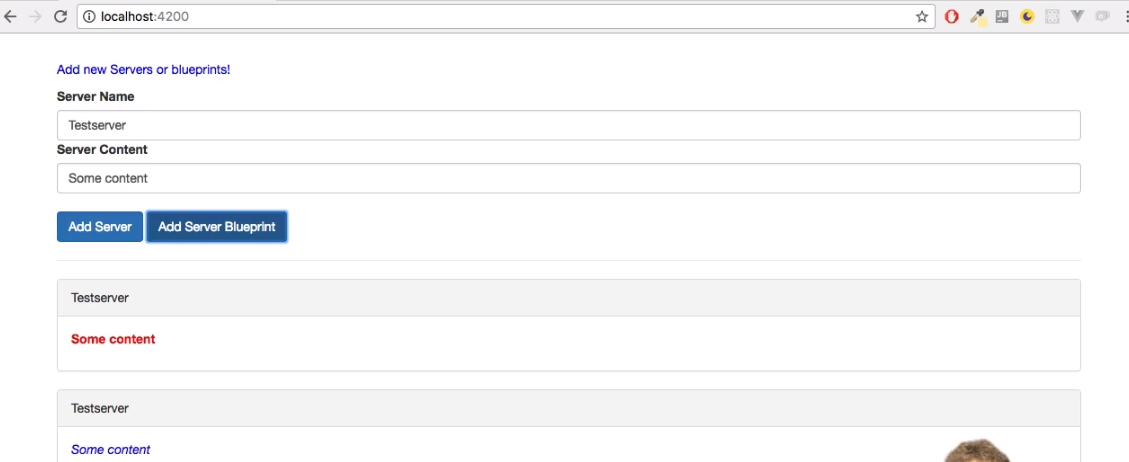 localhost:4200
Add new Servers or blueprints!
Server Name
Testserver
Server Content
Some content
Add Server Add Server Blueprint
Testserver
Some content
Testserver
Some content